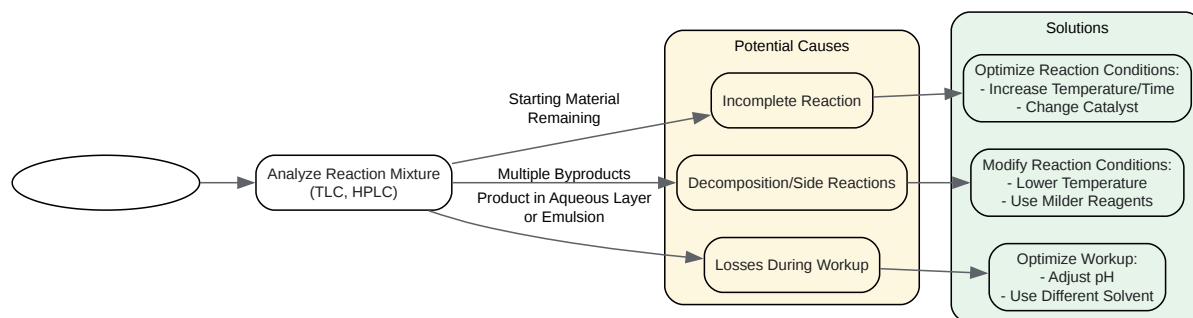 Analyze Reaction Mixture
(TLC, HPLC)
Starting Material
Remaining
Multiple Byproducts
Product in Aqueous Layer
or Emulsion
Potential Causes
Incomplete Reaction
Decomposition/Side Reactions
Losses During Workup
Solutions
Optimize Reaction Conditions:
- Increase Temperature/Time
- Change Catalyst
Modify Reaction Conditions:
- Lower Temperature
- Use Milder Reagents
Optimize Workup:
- Adjust pH
- Use Different Solvent